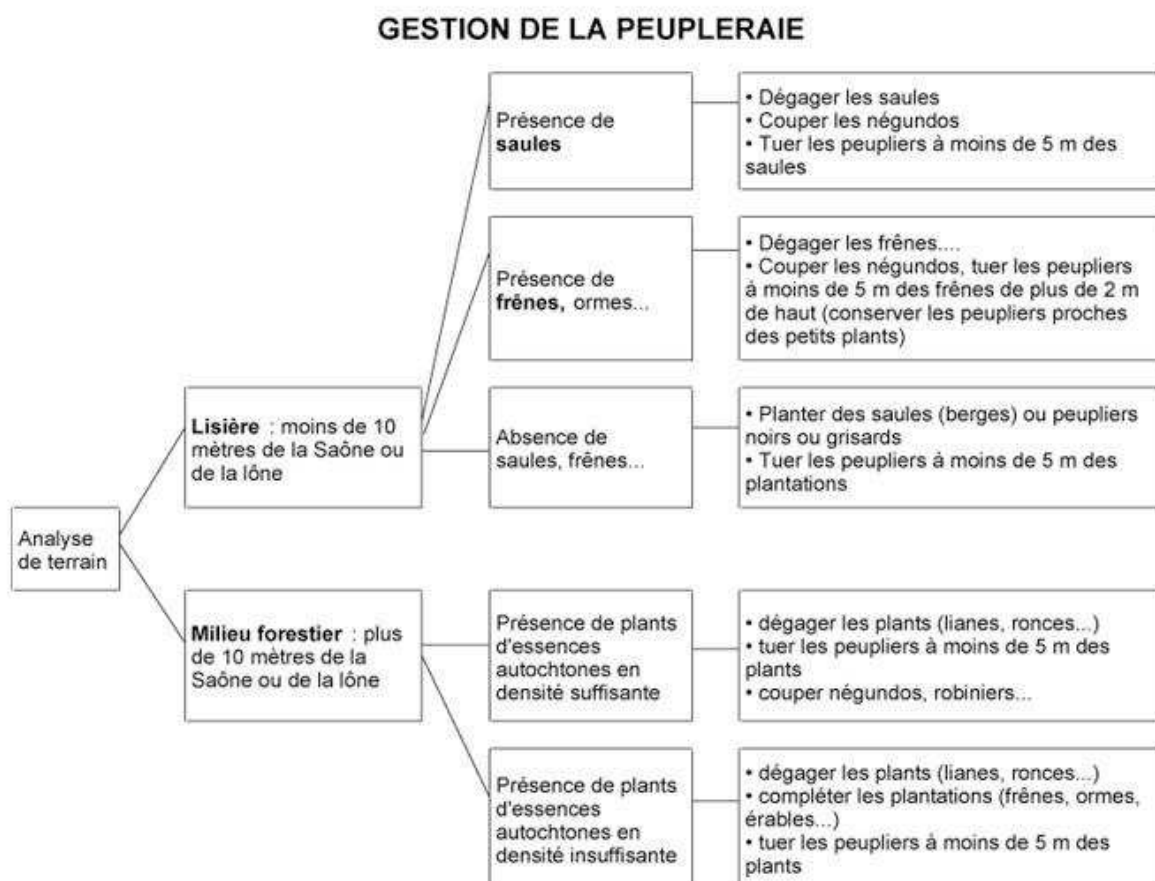 GESTION DE LA PEUPLERAIE
Présence de
saules
• Dégager les saules
• Couper les négundos
• Tuer les peupliers à moins de 5 m des
saules
Présence de
frênes, ormes...
• Dégager les frênes....
• Couper les négundos, tuer les peupliers
à moins de 5 m des frênes de plus de 2 m
de haut (conserver les peupliers proches
des petits plants)
Lisière : moins de 10
mètres de la Saône ou
de la lône
Absence de
saules, frênes...
• Planter des saules (berges) ou peupliers
noirs ou grisards
• Tuer les peupliers à moins de 5 m des
plantations
Analyse
de terrain
Milieu forestier : plus
de 10 mètres de la
Saône ou de la lône
Présence de plants
d'essences
autochtones en
densité suffisante
• dégager les plants (lianes, ronces...)
• tuer les peupliers à moins de 5 m des
plants
• couper négundos, robiniers...
Présence de plants
d'essences
autochtones en
densité insuffisante
• dégager les plants (lianes, ronces...)
• compléter les plantations (frênes, ormes,
érables...)
• tuer les peupliers à moins de 5 m des
plants